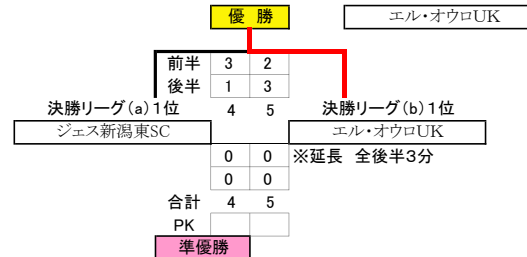 優 勝 エル・オウロUK
前半 3 2
後半 1 3
決勝リーグ(a)1位 4 5 決勝リーグ(b)1位
ジェス新潟東SC エル・オウロUK
0 0 ※延長 全後半3分
0 0
合計 4 5
PK
準優勝